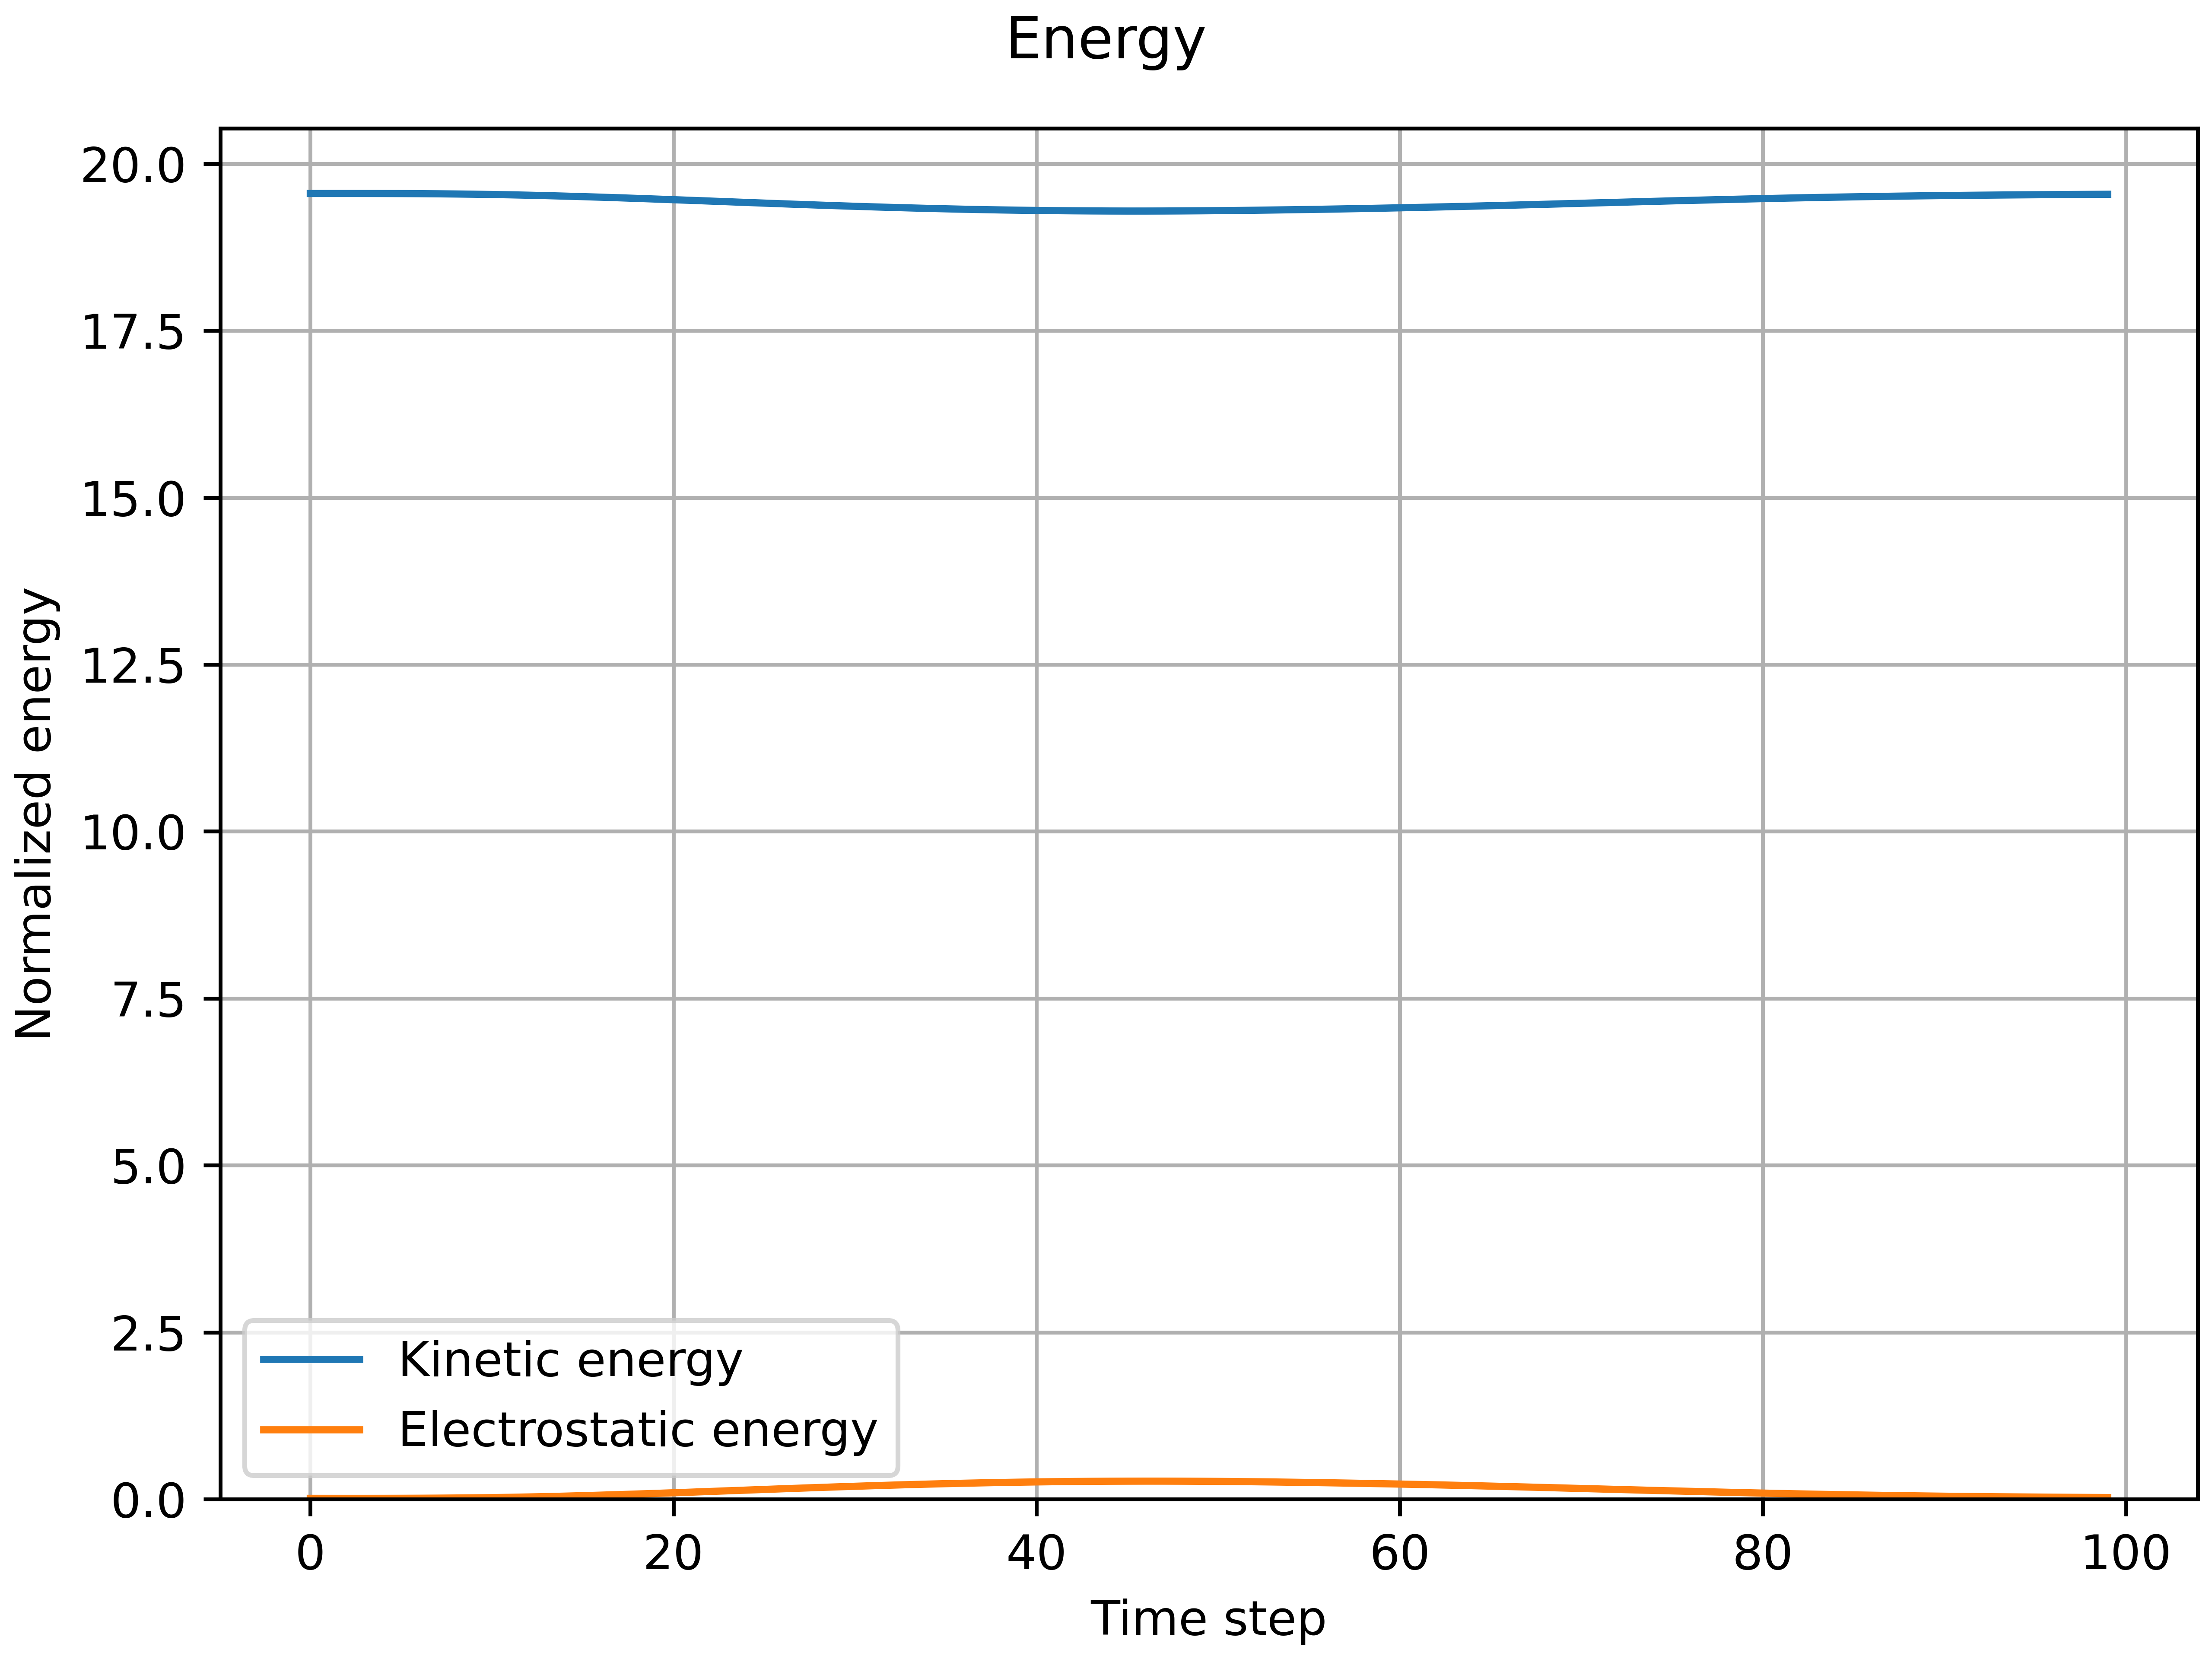 Energy
20.0
17.5
15.0
12.5
10.0
7.5
5.0
2.5
0.0
Normalized energy
Kinetic energy
Electrostatic energy
0 20 40 60 80 100
Time step